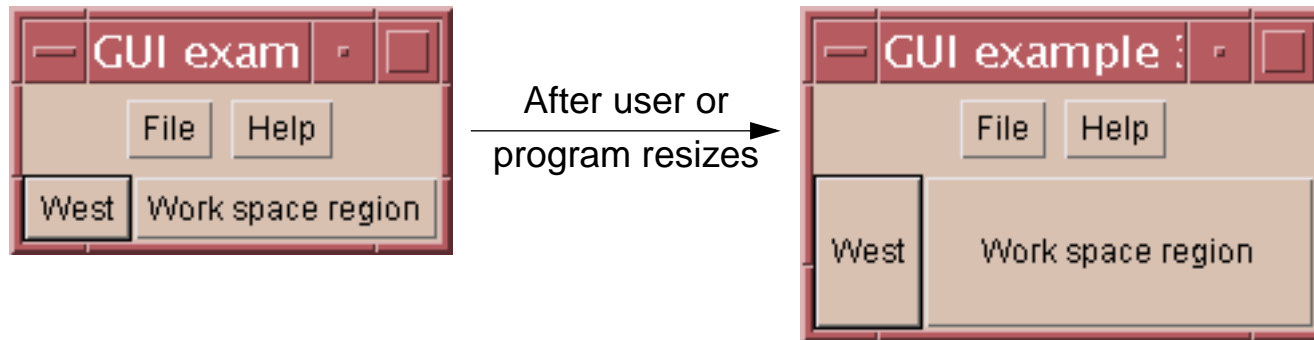 GUI exam
File Help
West Work space region
After user or
program resizes
GUI example
File Help
West Work space region